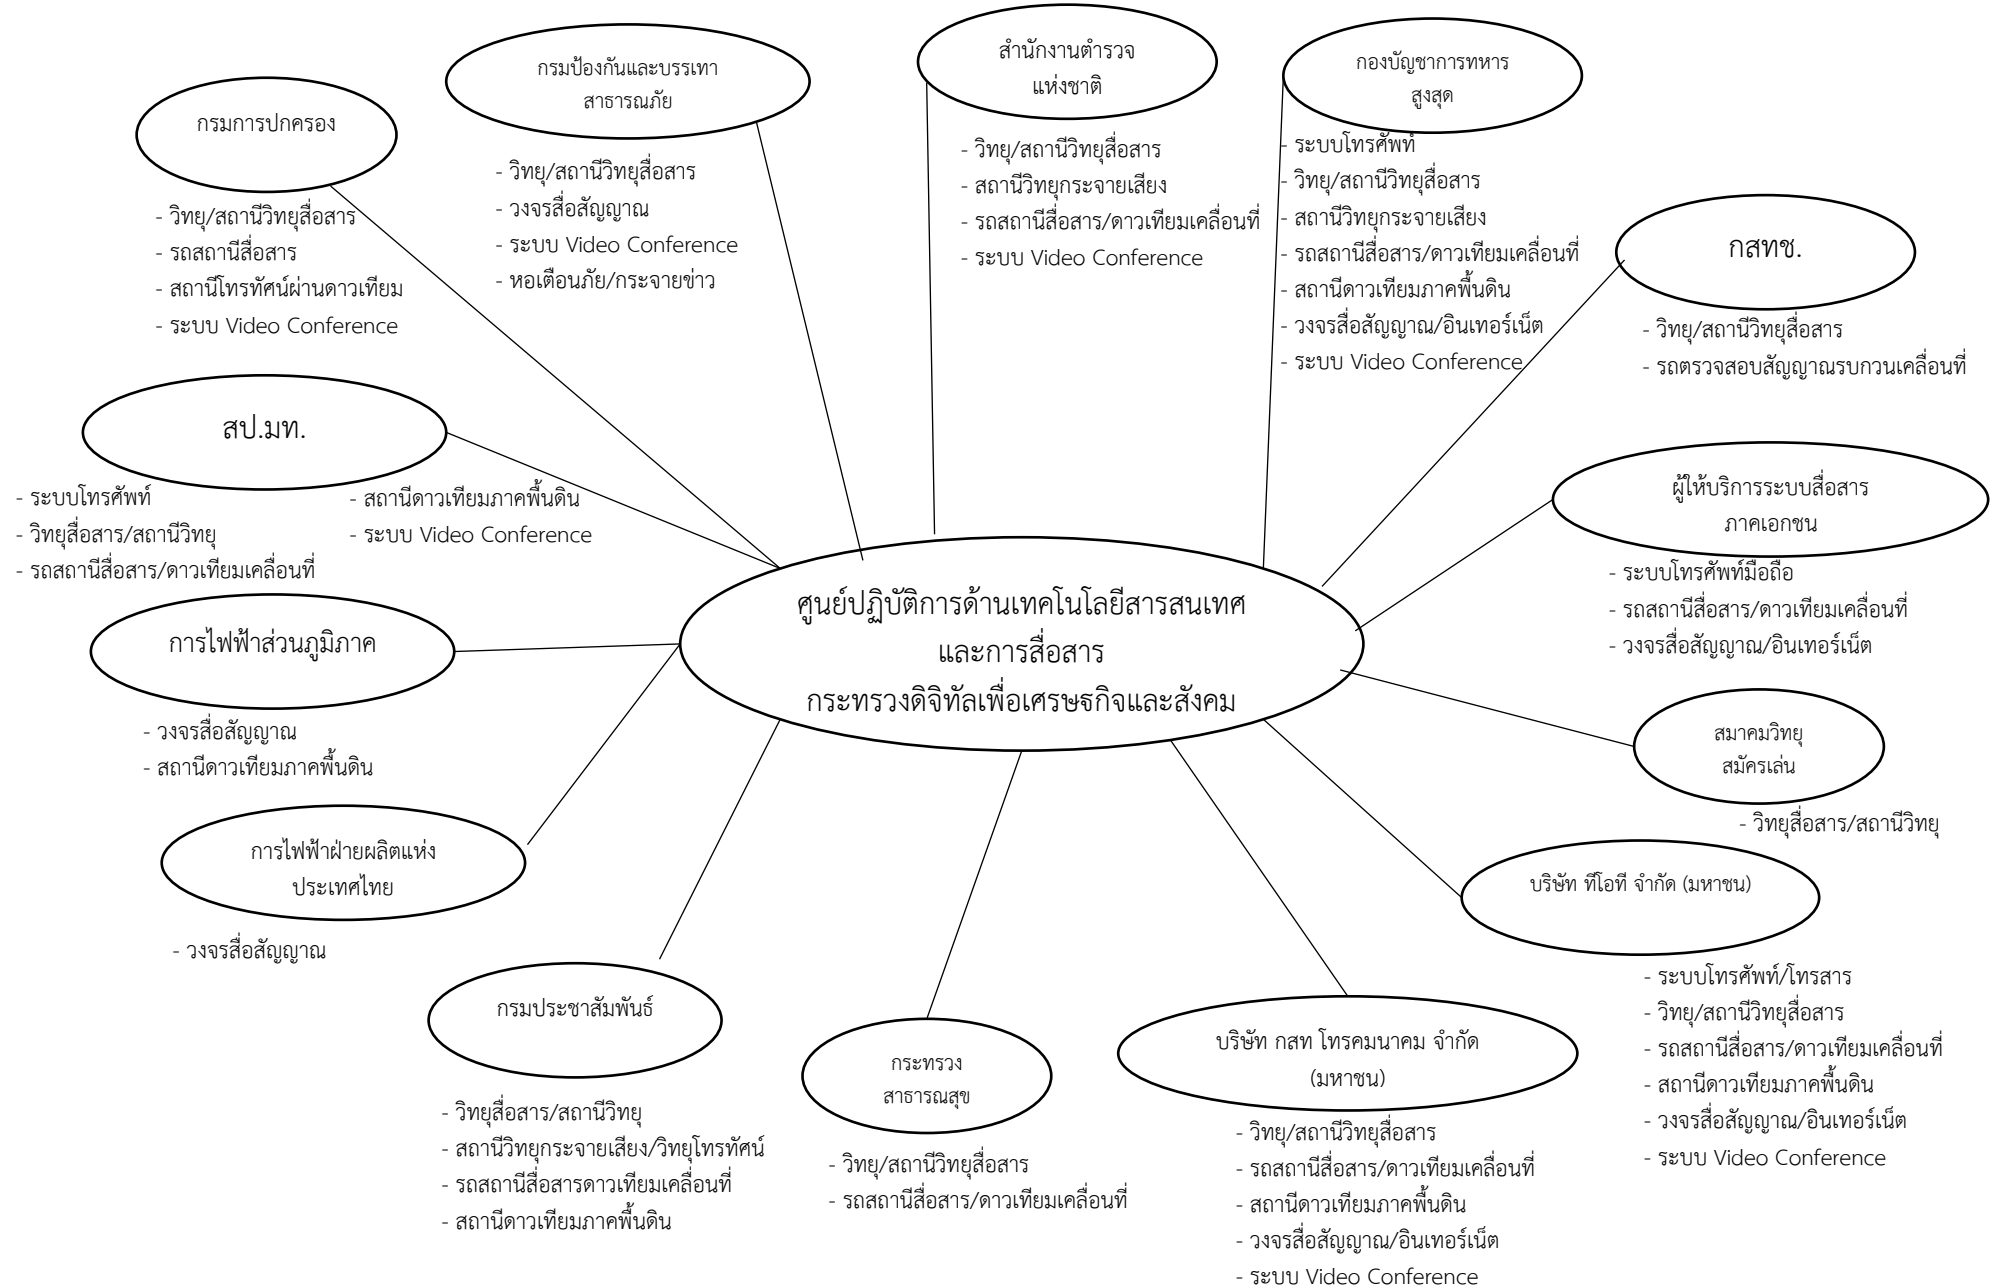 สำนักงานตำรวจ
แห่งชาติ
กองบัญชาการทหาร
สูงสุด
กรมป้องกันและบรรเทา
สาธารณภัย
กรมการปกครอง
- วิทยุ/สถานีวิทยุสื่อสาร
- รถสถานีสื่อสาร
- สถานีโทรทัศน์ผ่านดาวเทียม
- ระบบ Video Conference
- วิทยุ/สถานีวิทยุสื่อสาร
- วงจรสื่อสัญญาณ
- ระบบ Video Conference
- หอเตือนภัย/กระจายข่าว
- วิทยุ/สถานีวิทยุสื่อสาร
- สถานีวิทยุกระจายเสียง
- รถสถานีสื่อสาร/ดาวเทียมเคลื่อนที่
- ระบบ Video Conference
- ระบบโทรศัพท์
- วิทยุ/สถานีวิทยุสื่อสาร
- สถานีวิทยุกระจายเสียง
- รถสถานีสื่อสาร/ดาวเทียมเคลื่อนที่
- สถานีดาวเทียมภาคพื้นดิน
- วงจรสื่อสัญญาณ/อินเทอร์เน็ต
- ระบบ Video Conference
กสทช.
- วิทยุ/สถานีวิทยุสื่อสาร
- รถตรวจสอบสัญญาณรบกวนเคลื่อนที่
สป.มท.
- ระบบโทรศัพท์
- วิทยุสื่อสาร/สถานีวิทยุ
- รถสถานีสื่อสาร/ดาวเทียมเคลื่อนที่
- สถานีดาวเทียมภาคพื้นดิน
- ระบบ Video Conference
ผู้ให้บริการระบบสื่อสาร
ภาคเอกชน
- ระบบโทรศัพท์มือถือ
- รถสถานีสื่อสาร/ดาวเทียมเคลื่อนที่
- วงจรสื่อสัญญาณ/อินเทอร์เน็ต
ศูนย์ปฏิบัติการด้านเทคโนโลยีสารสนเทศ
และการสื่อสาร
กระทรวงดิจิทัลเพื่อเศรษฐกิจและสังคม
การไฟฟ้าส่วนภูมิภาค
- วงจรสื่อสัญญาณ
- สถานีดาวเทียมภาคพื้นดิน
สมาคมวิทยุ
สมัครเล่น
- วิทยุสื่อสาร/สถานีวิทยุ
การไฟฟ้าฝ่ายผลิตแห่ง
ประเทศไทย
- วงจรสื่อสัญญาณ
บริษัท ทีโอที จำกัด (มหาชน)
- ระบบโทรศัพท์/โทรสาร
- วิทยุ/สถานีวิทยุสื่อสาร
- รถสถานีสื่อสาร/ดาวเทียมเคลื่อนที่
- สถานีดาวเทียมภาคพื้นดิน
- วงจรสื่อสัญญาณ/อินเทอร์เน็ต
- ระบบ Video Conference
กรมประชาสัมพันธ์
- วิทยุสื่อสาร/สถานีวิทยุ
- สถานีวิทยุกระจายเสียง/วิทยุโทรทัศน์
- รถสถานีสื่อสารดาวเทียมเคลื่อนที่
- สถานีดาวเทียมภาคพื้นดิน
กระทรวง
สาธารณสุข
- วิทยุ/สถานีวิทยุสื่อสาร
- รถสถานีสื่อสาร/ดาวเทียมเคลื่อนที่
บริษัท กสท โทรคมนาคม จำกัด
(มหาชน)
- วิทยุ/สถานีวิทยุสื่อสาร
- รถสถานีสื่อสาร/ดาวเทียมเคลื่อนที่
- สถานีดาวเทียมภาคพื้นดิน
- วงจรสื่อสัญญาณ/อินเทอร์เน็ต
- ระบบ Video Conference